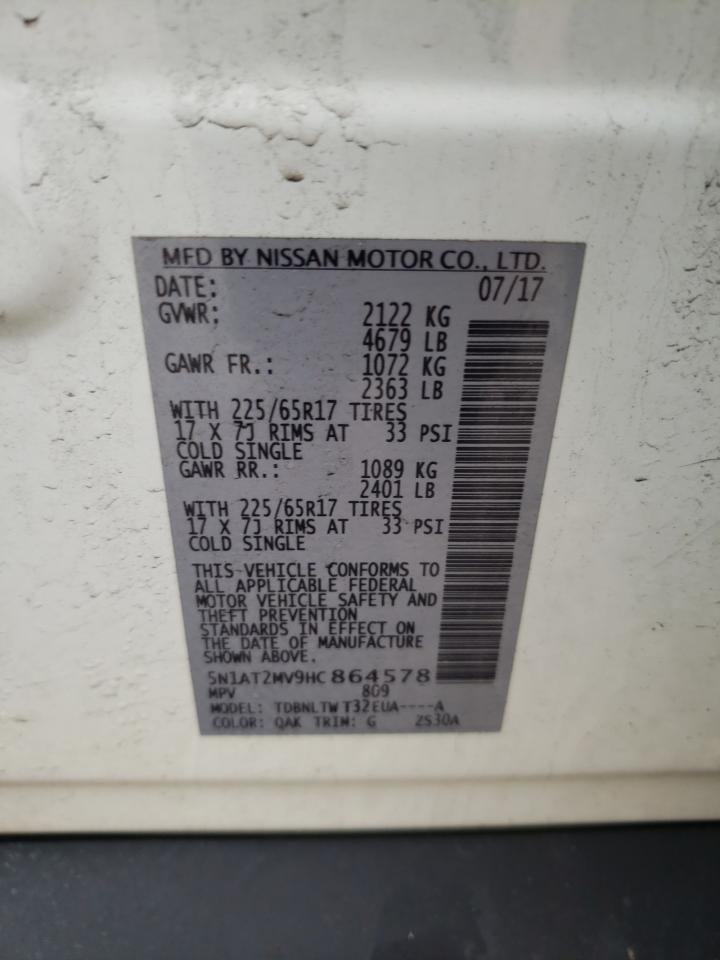 MFD BY NISSAN MOTOR CO., LTD.
DATE: 07/17
GVWR: 2122 KG
4679 LB
GAWR FR.: 1072 KG
2363 LB
WITH 225/65R17 TIRES
17 X 7J RIMS AT 33 PSI
COLD SINGLE
GAWR RR.: 1089 KG
2401 LB
WITH 225/65R17 TIRES
17 X 7J RIMS AT 33 PSI
COLD SINGLE
THIS VEHICLE CONFORMS TO
ALL APPLICABLE FEDERAL
MOTOR VEHICLE SAFETY AND
THEFT PREVENTION
STANDARDS IN EFFECT ON
THE DATE OF MANUFACTURE
SHOWN ABOVE.
5N1AT2MV9HC864578
MPV 809
MODEL: TDBNLTW T32EUA----A
COLOR: QAK TRIM: G 2S30A